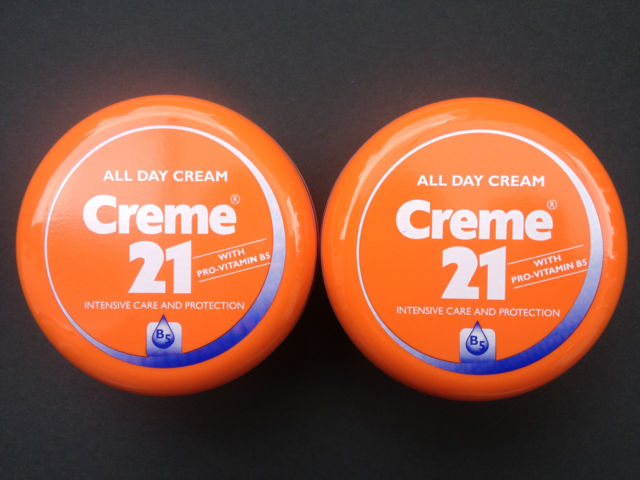 ALL DAY CREAM
Creme®
21
WITH
PRO-VITAMIN B5
INTENSIVE CARE AND PROTECTION
B5
ALL DAY CREAM
Creme®
21
WITH
PRO-VITAMIN B5
INTENSIVE CARE AND PROTECTION
B5